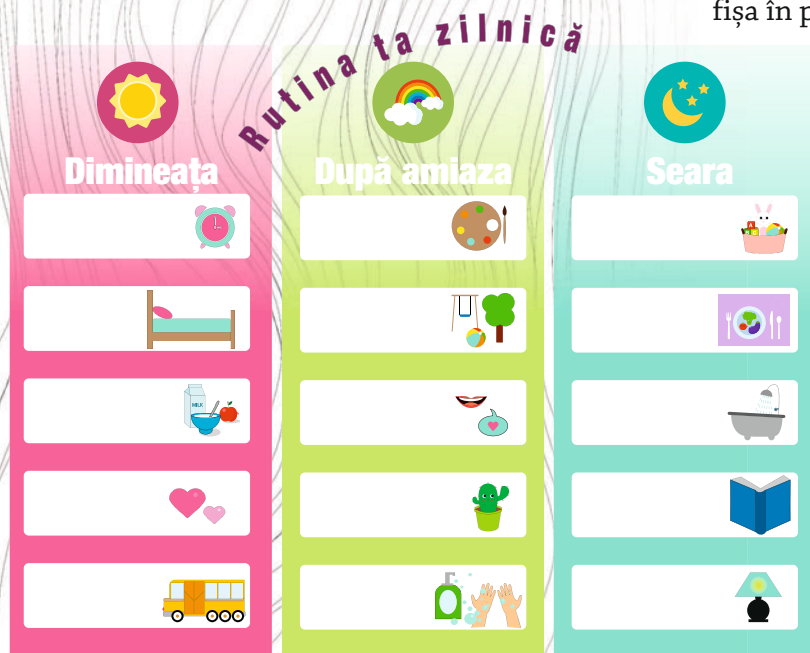 fișa în p
Rutina ta zilnică
Dimineața
După amiaza
Seara
MILK